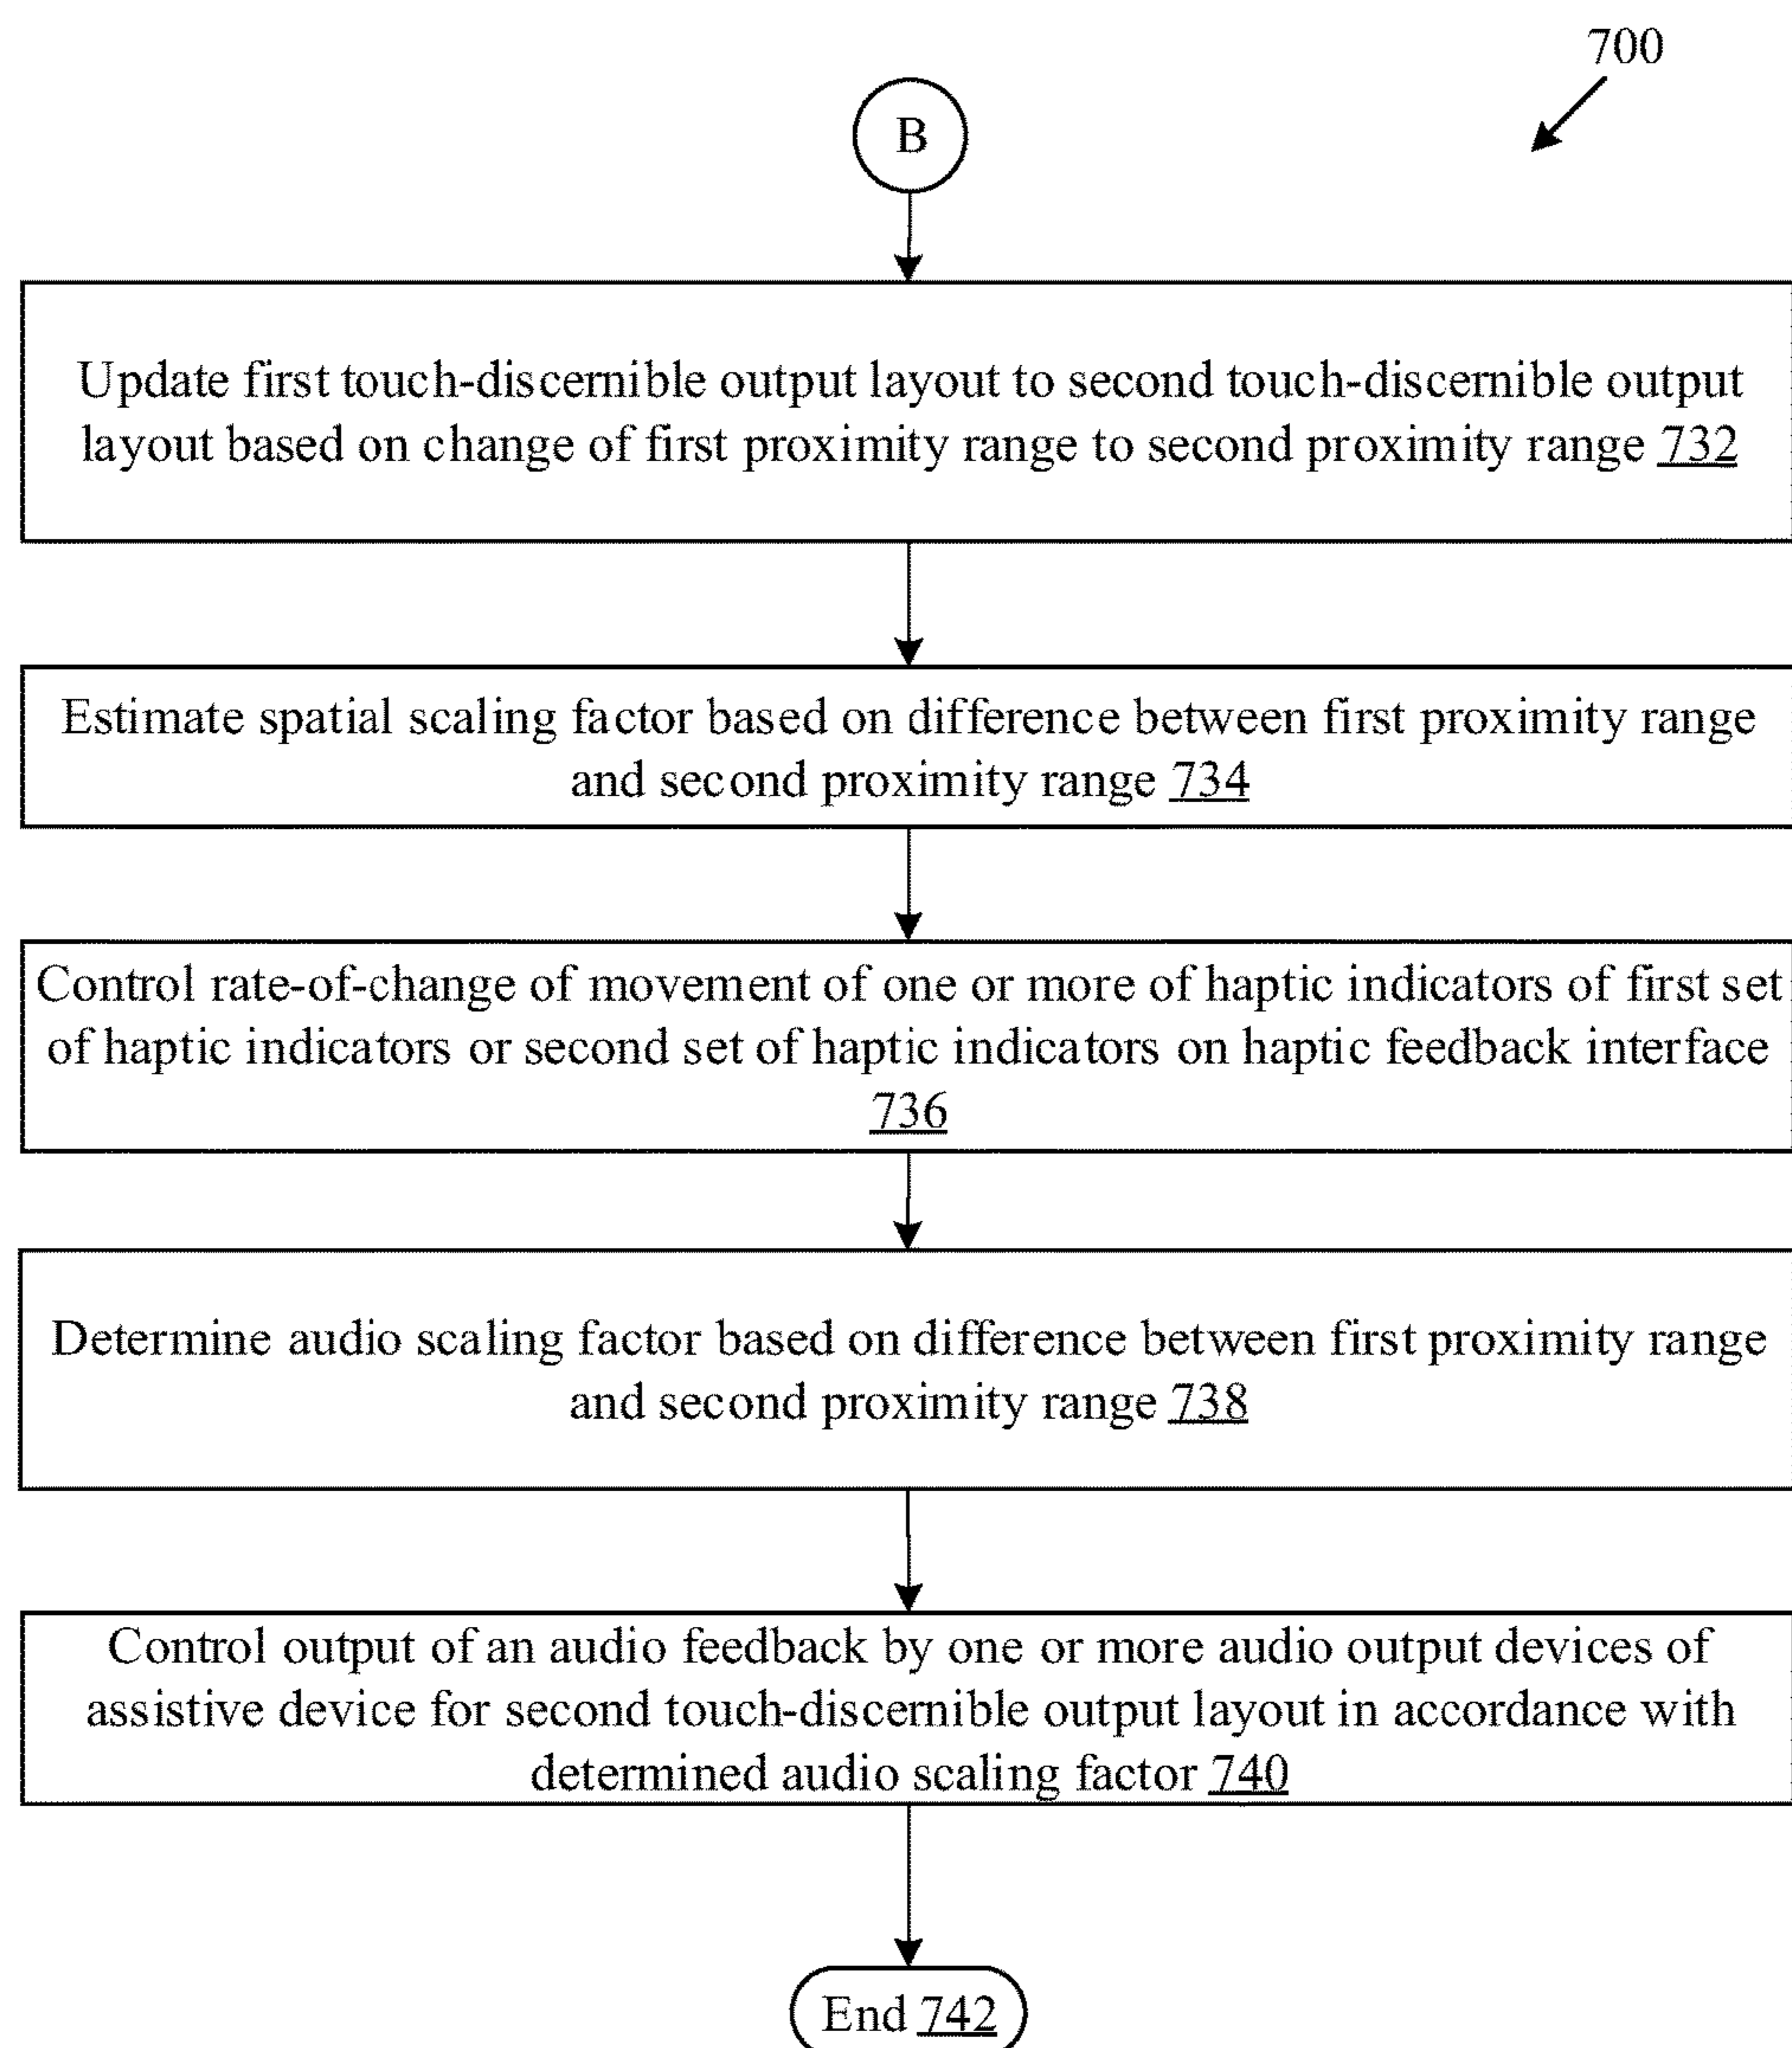 700
B
Update first touch-discernible output layout to second touch-discernible output
layout based on change of first proximity range to second proximity range 732
Estimate spatial scaling factor based on difference between first proximity range
and second proximity range 734
Control rate-of-change of movement of one or more of haptic indicators of first set
of haptic indicators or second set of haptic indicators on haptic feedback interface
736
Determine audio scaling factor based on difference between first proximity range
and second proximity range 738
Control output of an audio feedback by one or more audio output devices of
assistive device for second touch-discernible output layout in accordance with
determined audio scaling factor 740
End 742